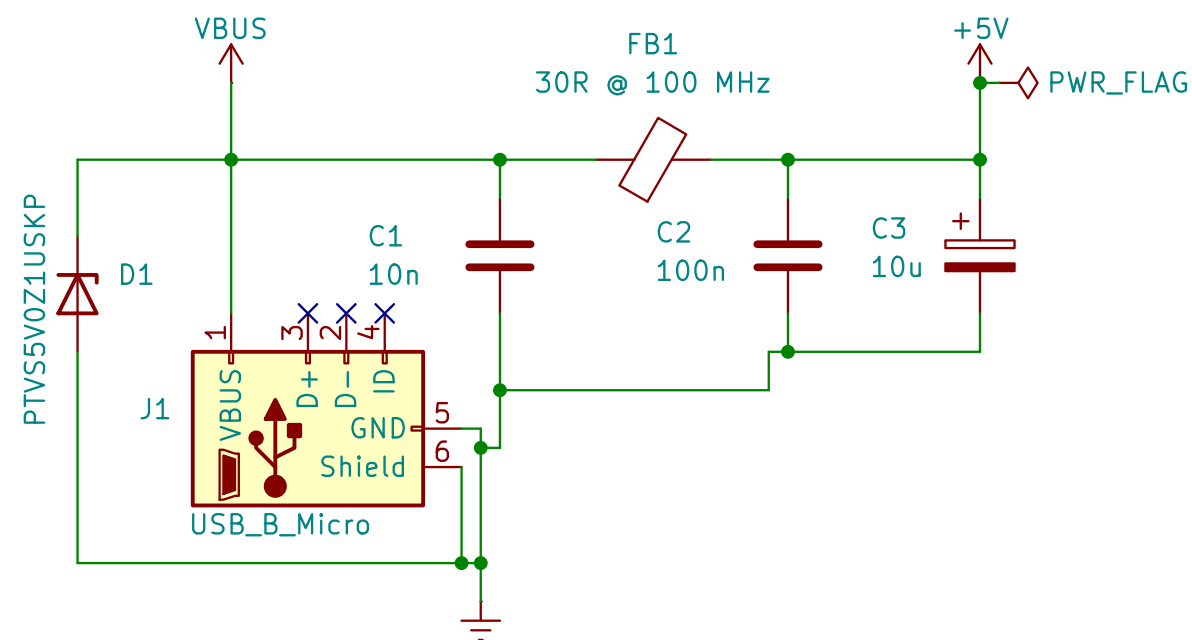 VBUS
+5V
FB1
30R @ 100 MHz
PWR_FLAG
PTVS5V0Z1USKP
D1
C1
10n
C2
100n
C3
10u
+
1
3
2
4
J1
VBUS
D+
D-
ID
GND
5
Shield
6
USB_B_Micro